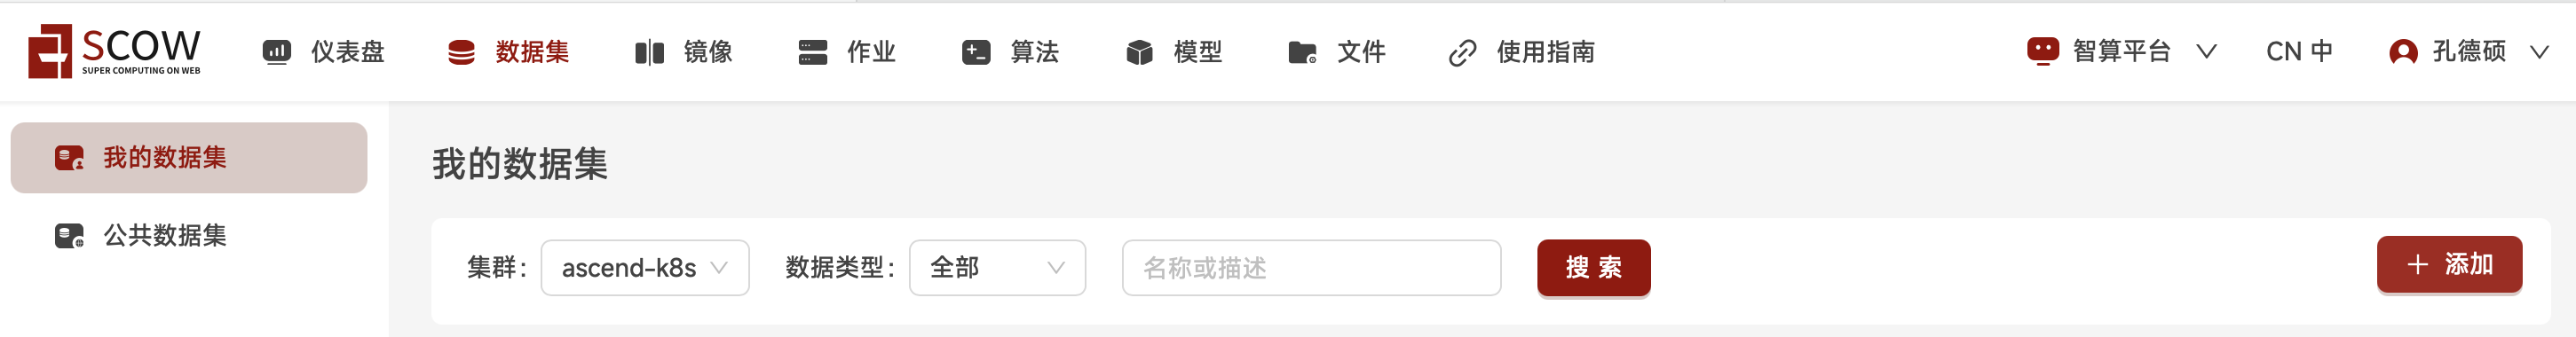 SCOW
SUPER COMPUTING ON WEB
仪表盘 数据集 镜像 作业 算法 模型 文件 使用指南 智算平台 CN 中 孔德硕
我的数据集
公共数据集
我的数据集
集群: ascend-k8s 数据类型: 全部 名称或描述 搜 索 添加